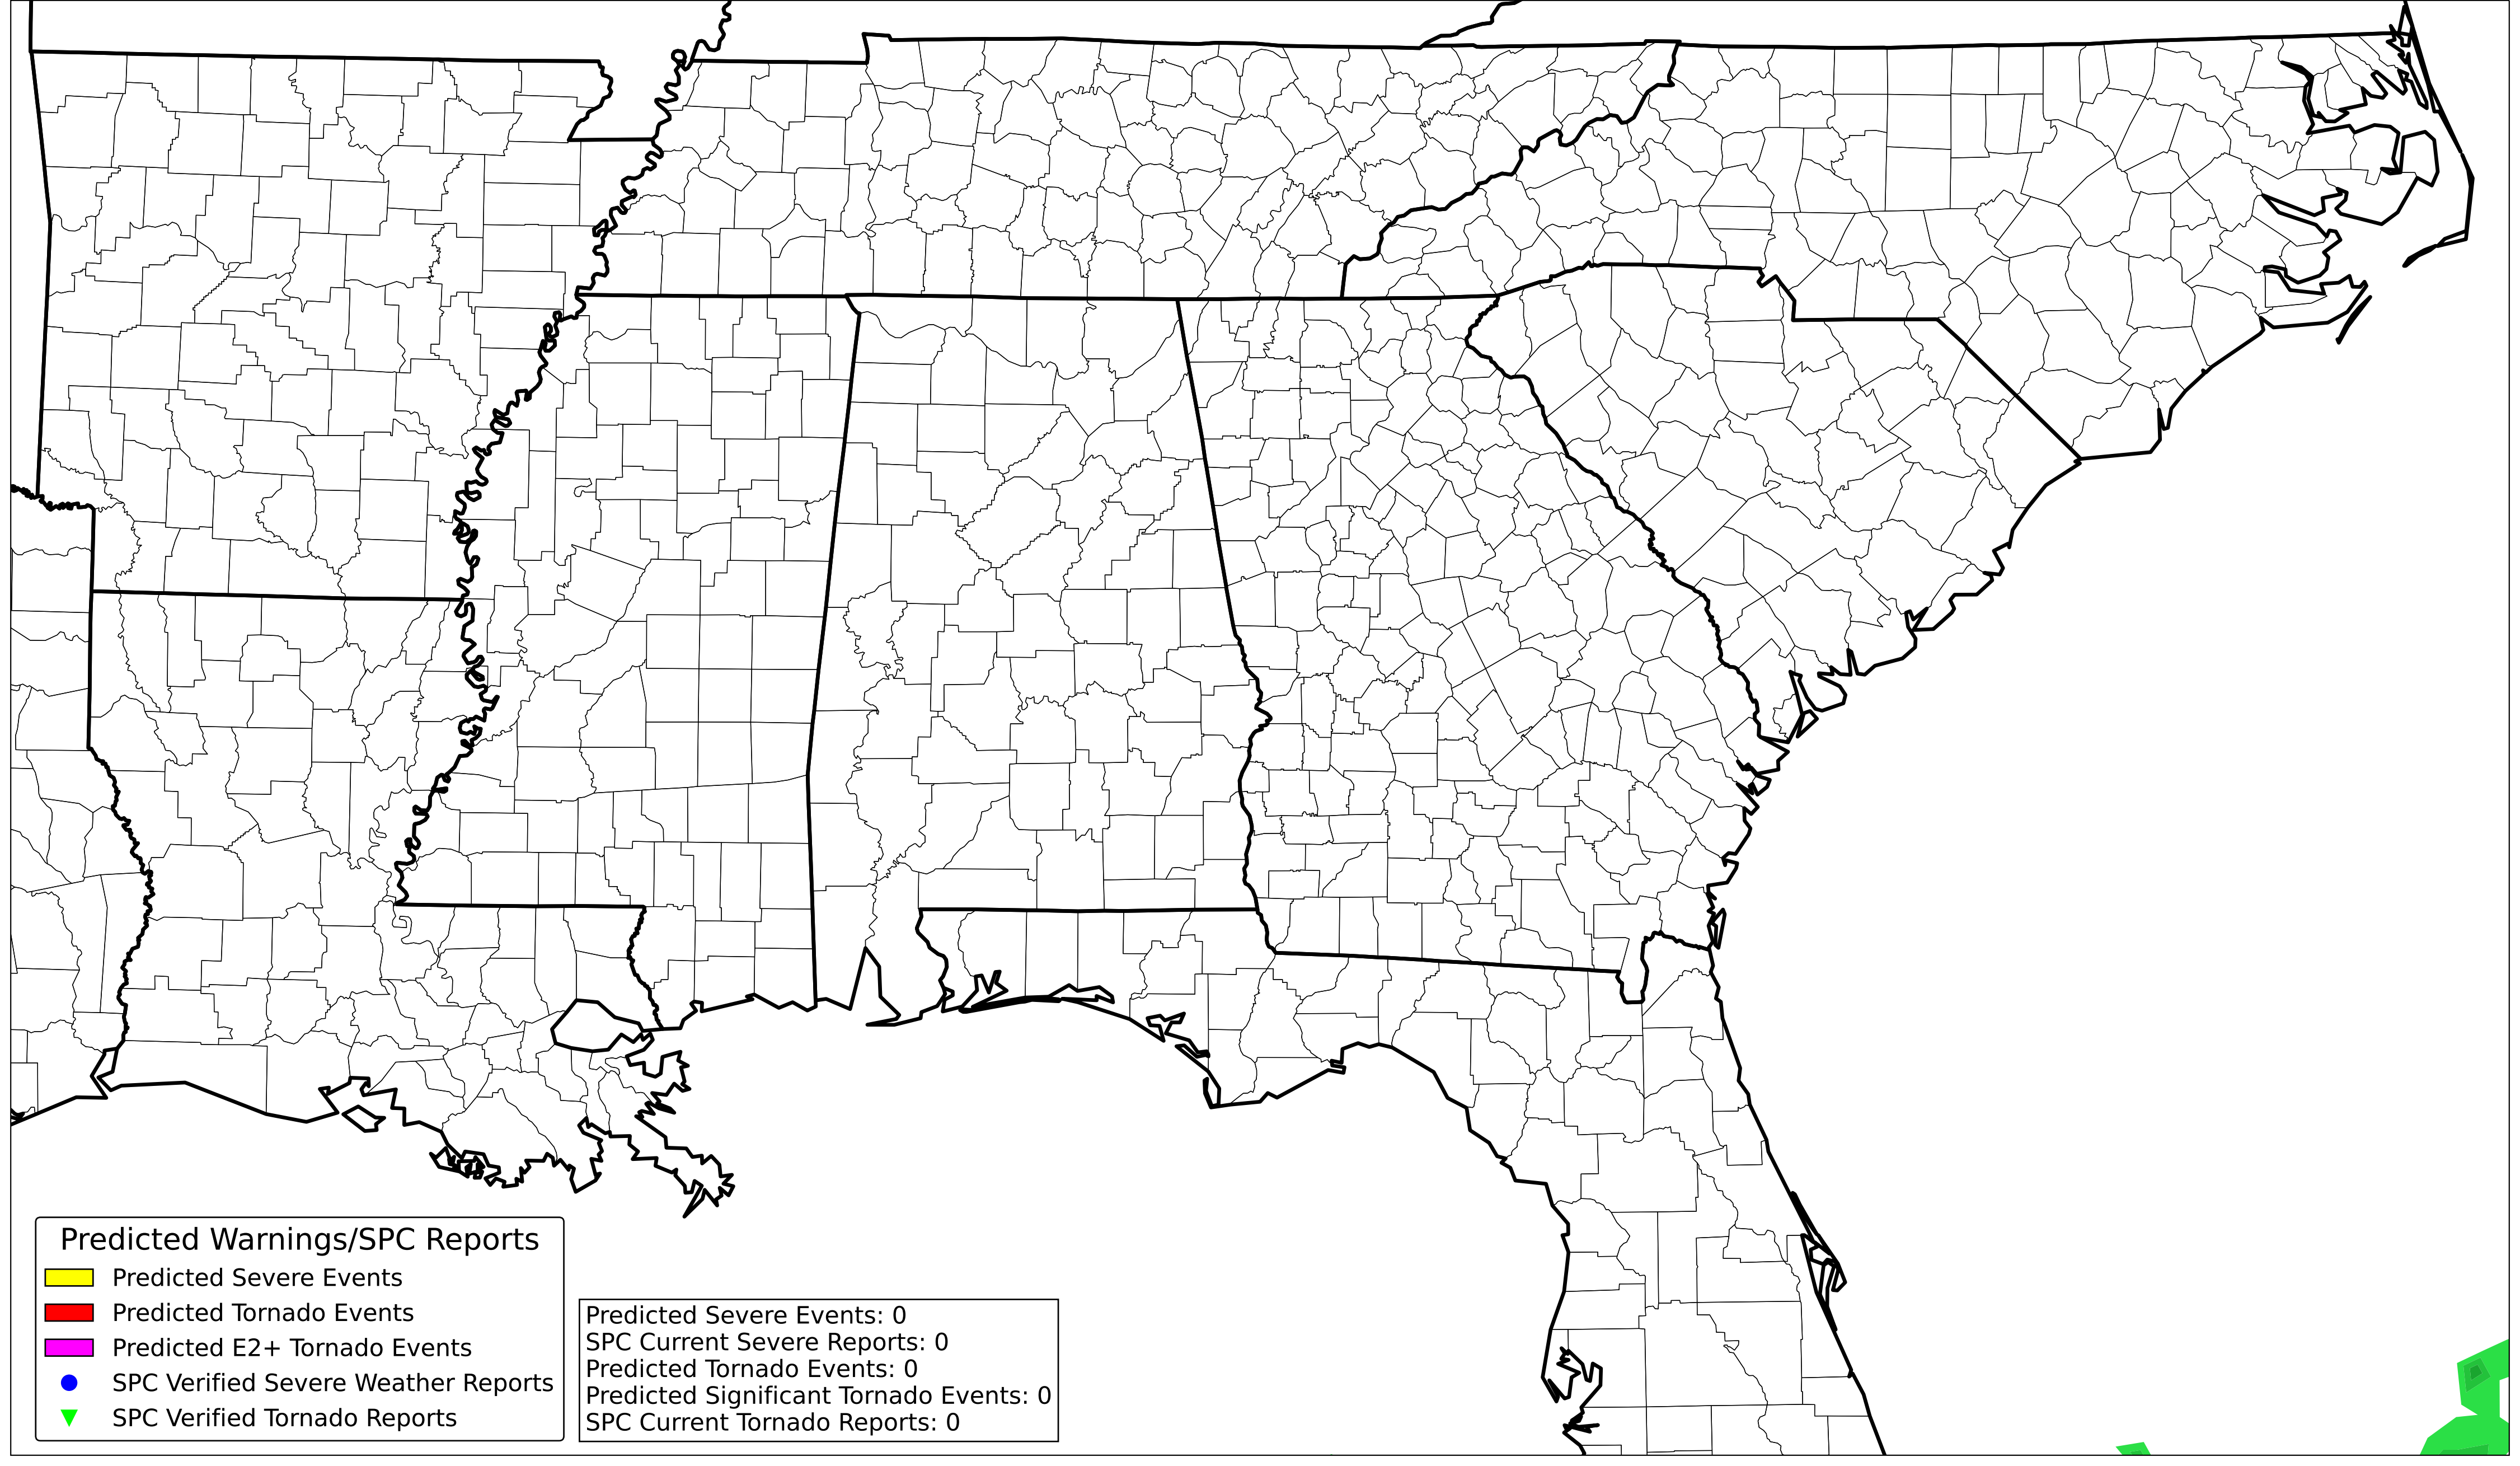 Predicted Warnings/SPC Reports
Predicted Severe Events
Predicted Tornado Events
Predicted E2+ Tornado Events
SPC Verified Severe Weather Reports
SPC Verified Tornado Reports
Predicted Severe Events: 0
SPC Current Severe Reports: 0
Predicted Tornado Events: 0
Predicted Significant Tornado Events: 0
SPC Current Tornado Reports: 0